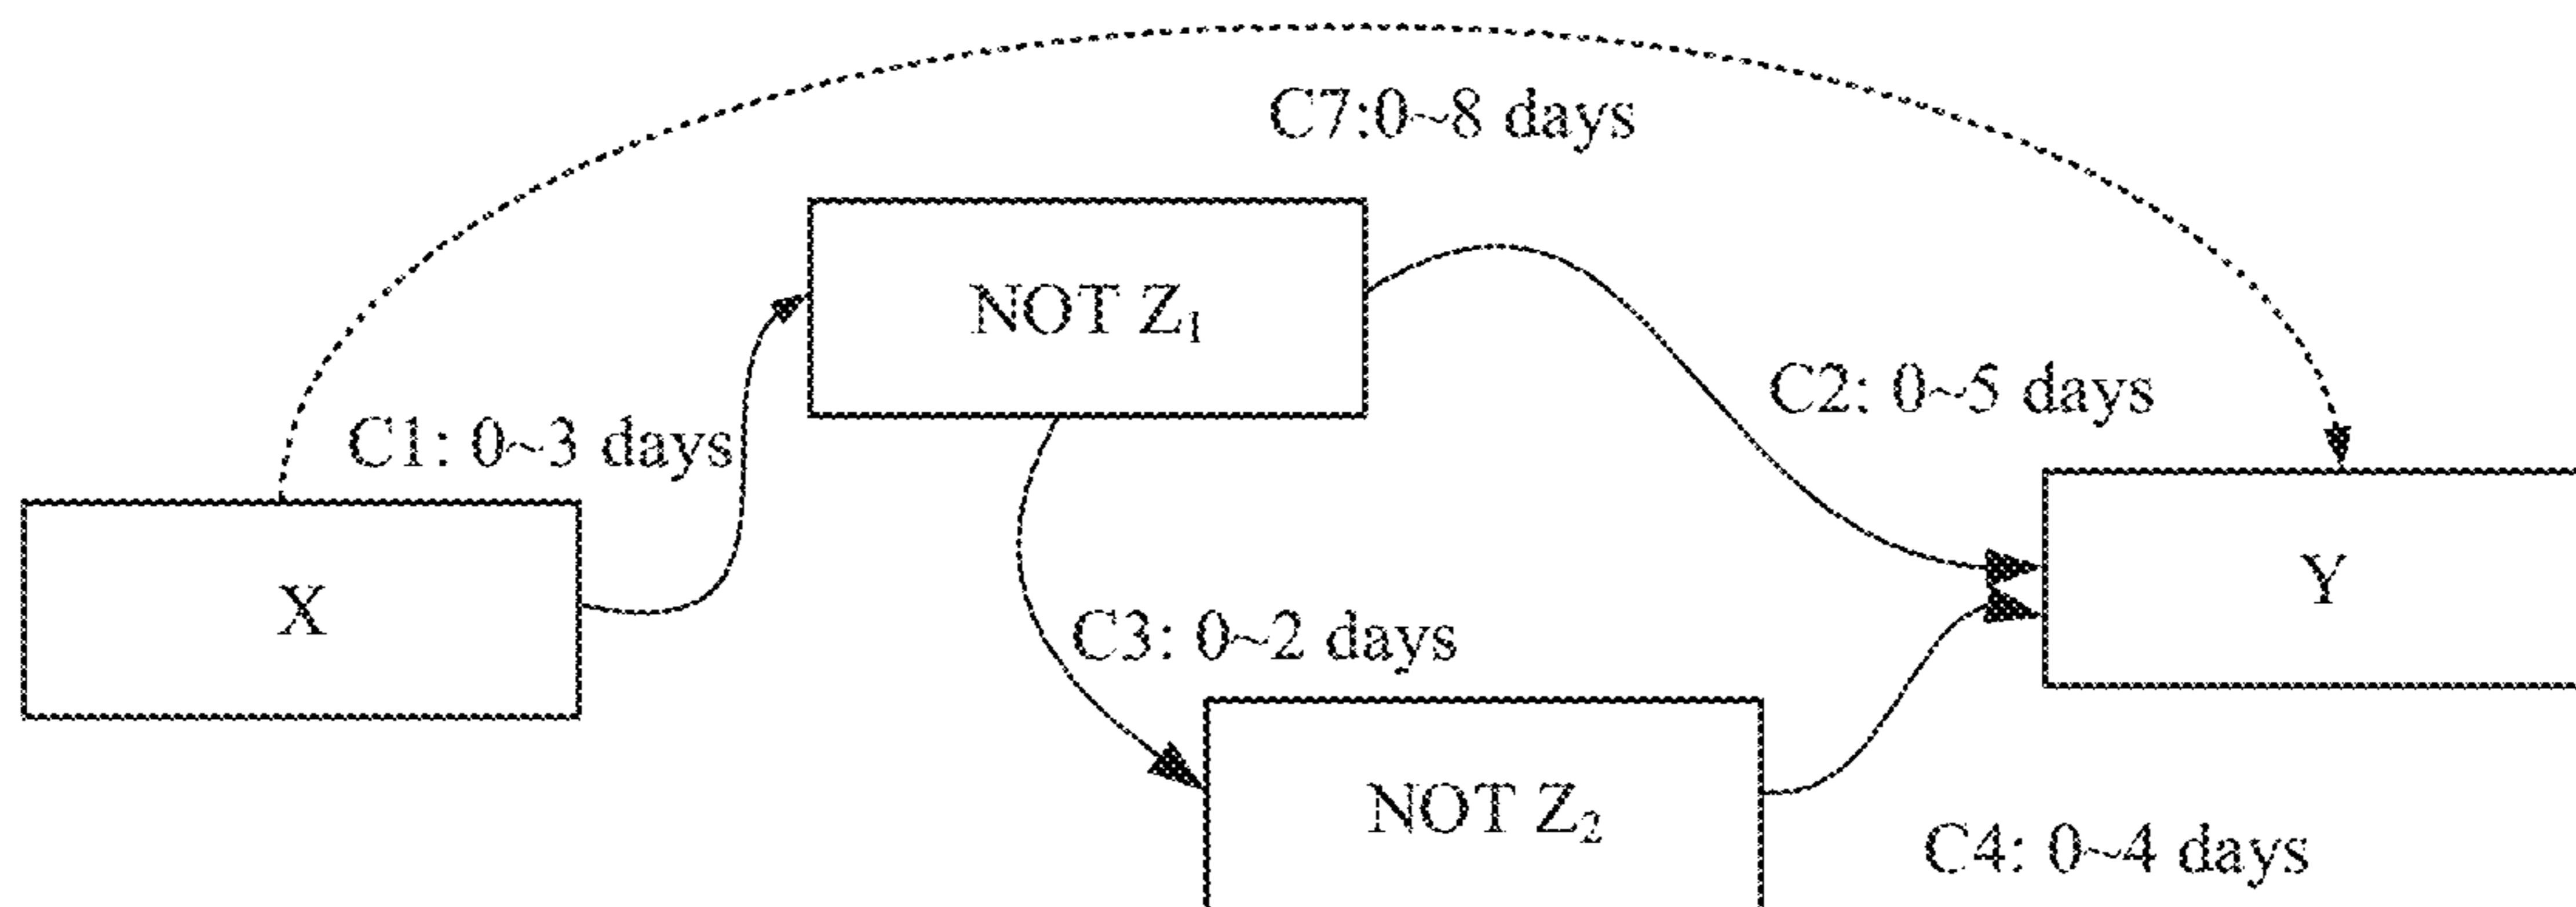 C7:0~8 days
NOT Z₁
C2: 0~5 days
C1: 0~3 days
X
Y
C3: 0~2 days
NOT Z₂
C4: 0~4 days